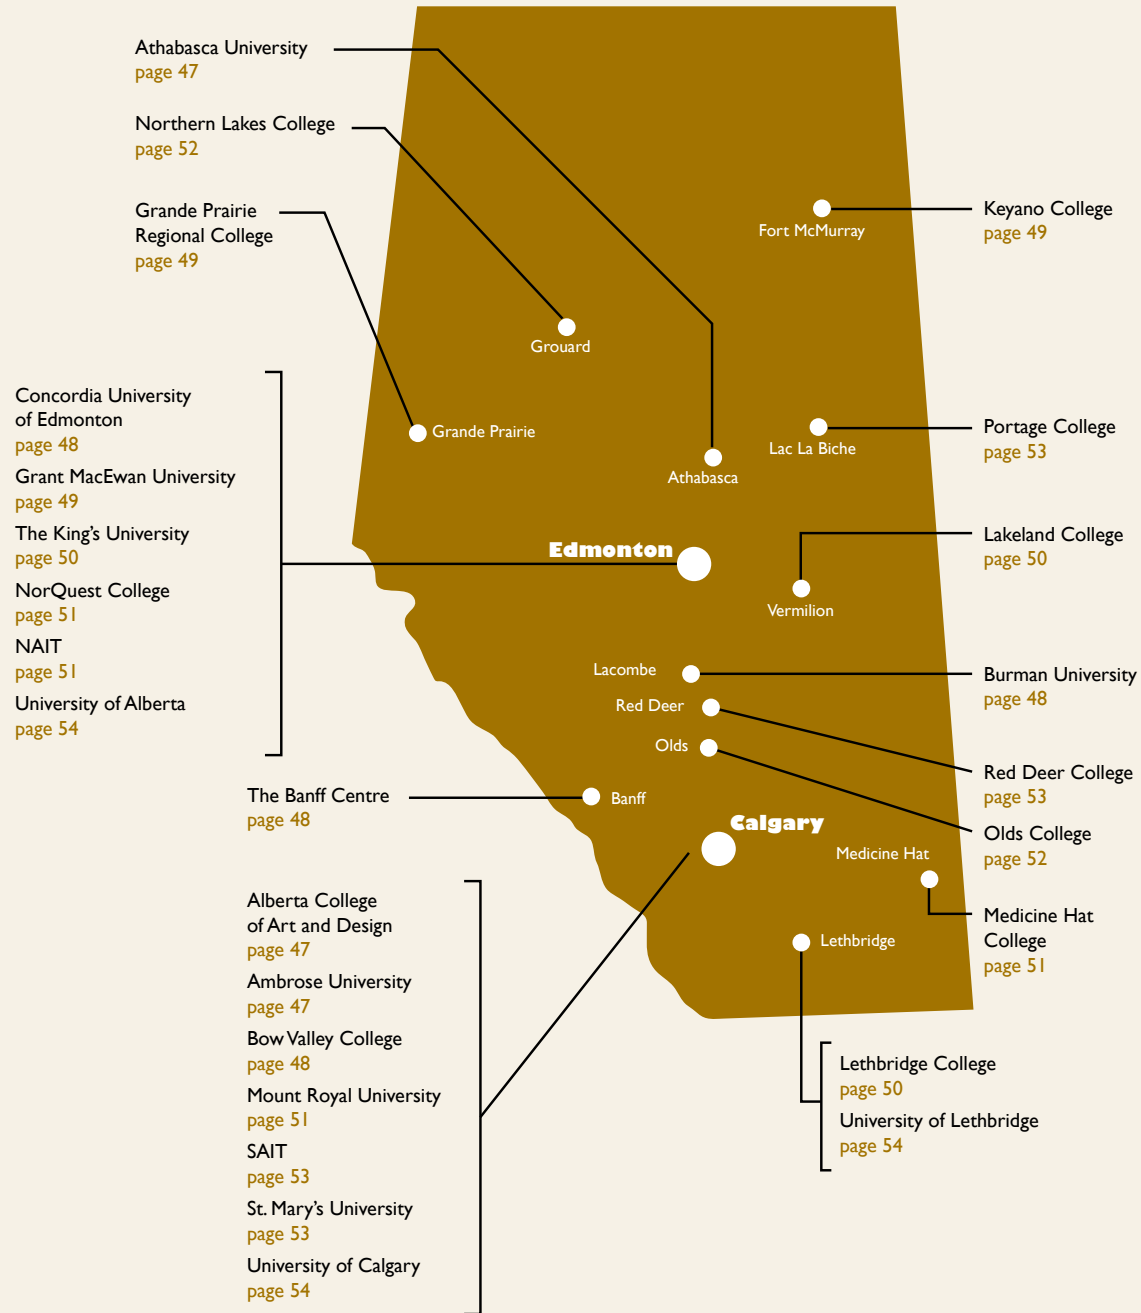 Athabasca University
page 47
Northern Lakes College
page 52
Grande Prairie
Regional College
page 49
Keyano College
page 49
Fort McMurray
Grouard
Concordia University
of Edmonton
page 48
Grant MacEwan University
page 49
The King's University
page 50
NorQuest College
page 51
NAIT
page 51
University of Alberta
page 54
Grande Prairie
Athabasca
Lac La Biche
Portage College
page 53
Edmonton
Vermilion
Lakeland College
page 50
Lacombe
Burman University
page 48
Red Deer
Olds
Red Deer College
page 53
The Banff Centre
page 48
Banff
Calgary
Olds College
page 52
Medicine Hat
Medicine Hat
College
page 51
Lethbridge
Alberta College
of Art and Design
page 47
Ambrose University
page 47
Bow Valley College
page 48
Mount Royal University
page 51
SAIT
page 53
St. Mary's University
page 53
University of Calgary
page 54
Lethbridge College
page 50
University of Lethbridge
page 54